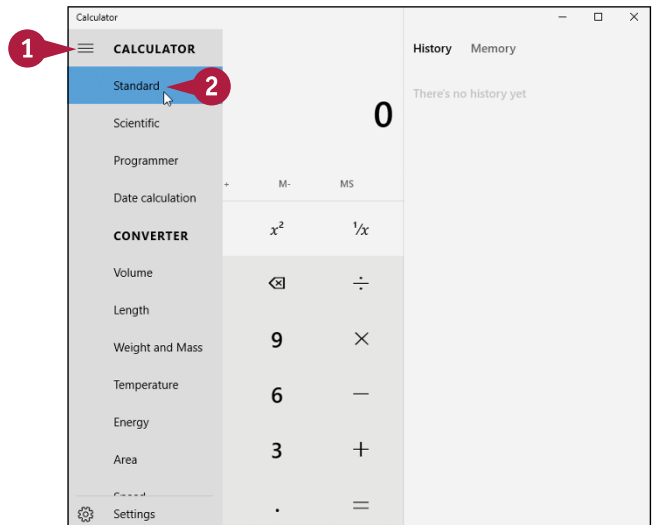 Calculator
1
CALCULATOR
History Memory
Standard
2
There's no history yet
0
Scientific
Programmer
+ M- MS
Date calculation
CONVERTER
x² ¹/x
Volume
÷
Length
9 ×
Weight and Mass
Temperature
6 −
Energy
3 +
Area
Speed
Settings
. =